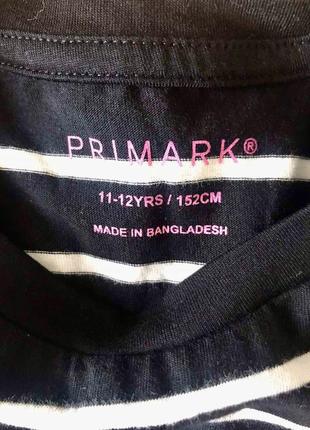 PRIMARK®
11-12YRS / 152CM
MADE IN BANGLADESH